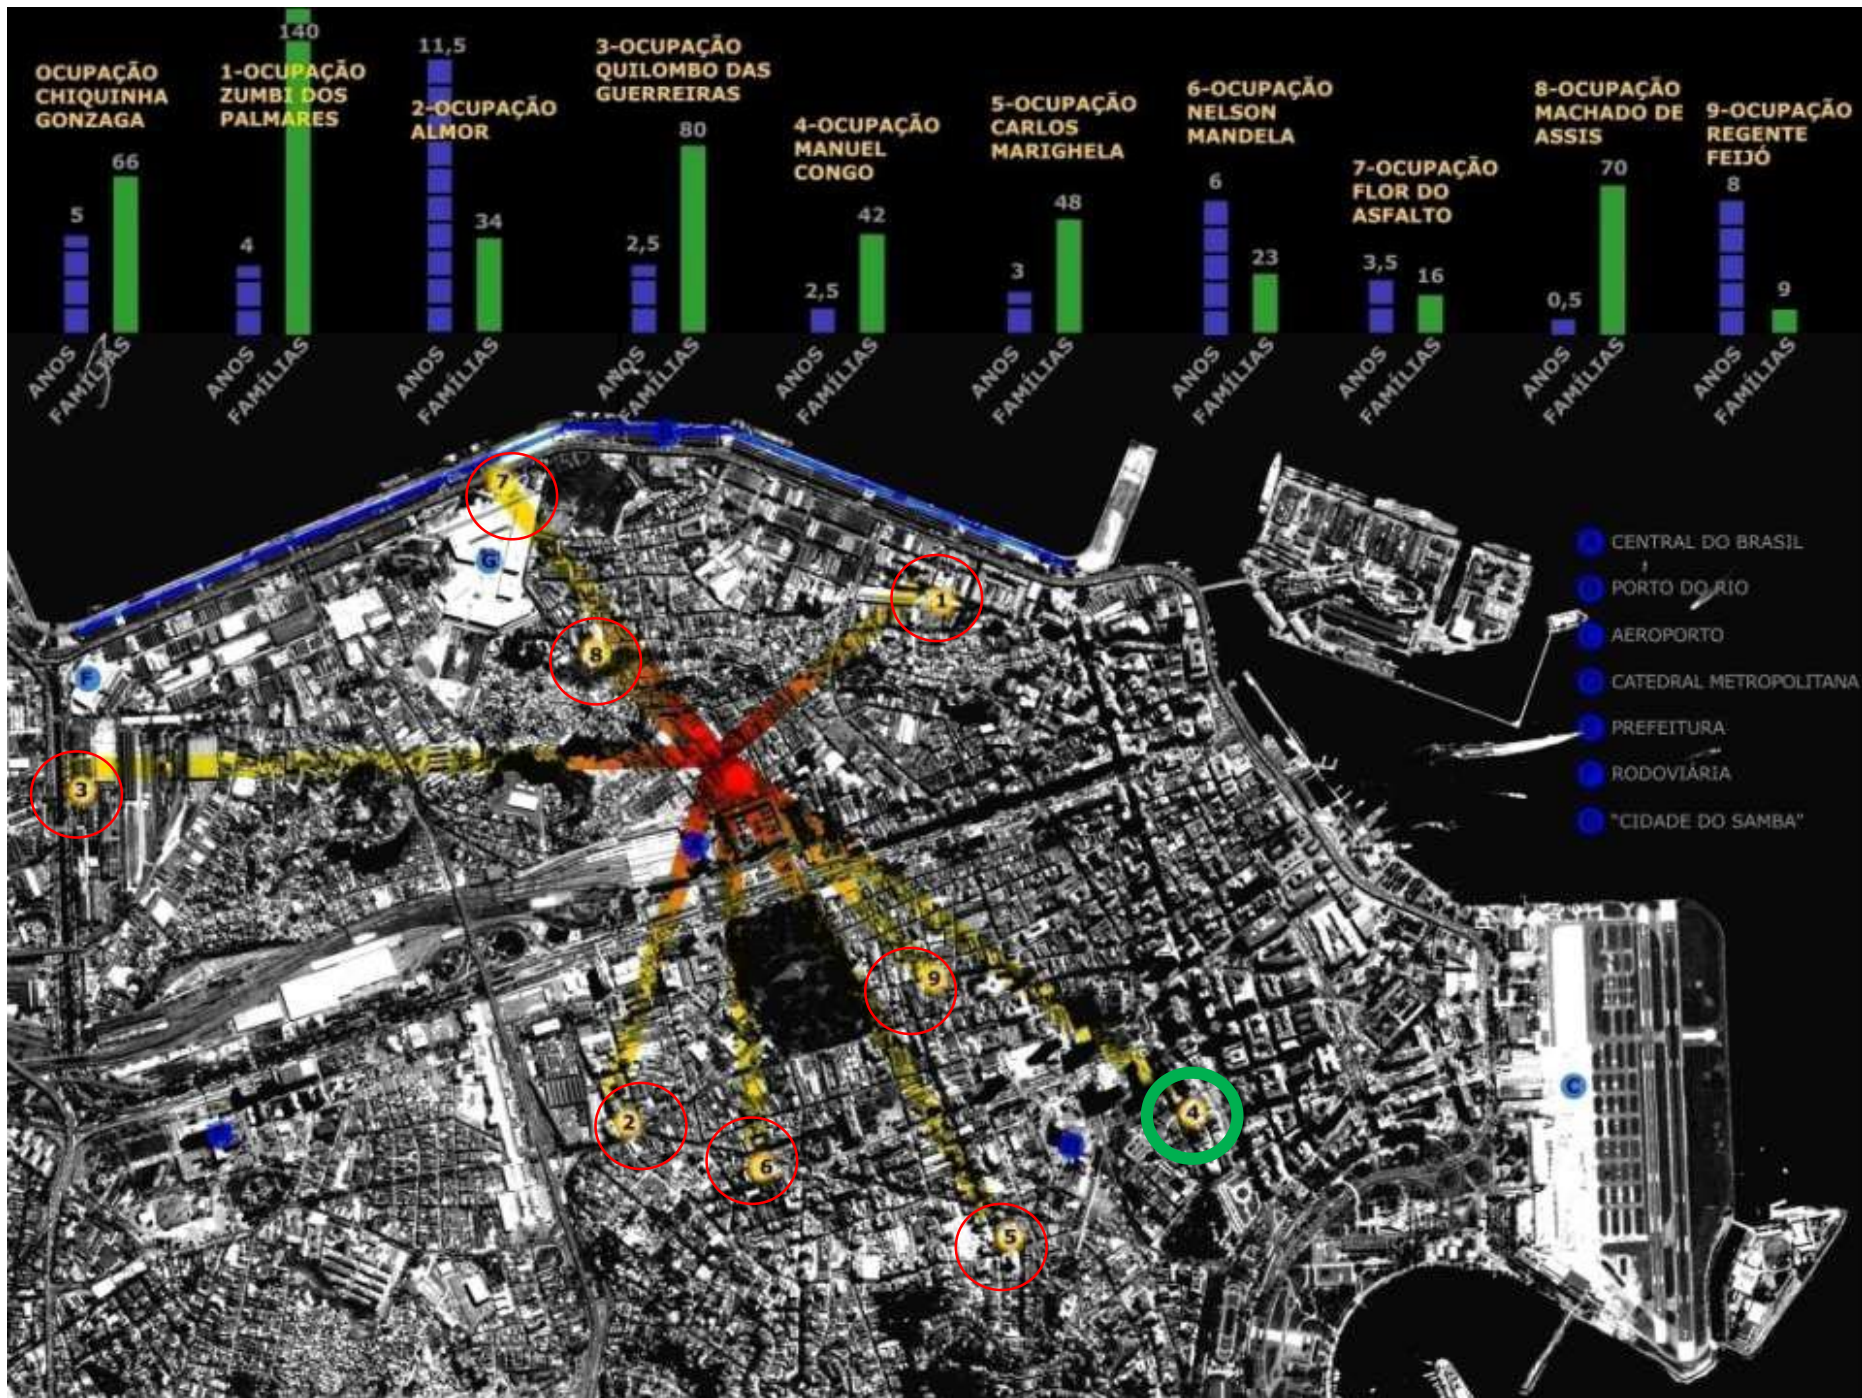 OCUPAÇÃO
CHIQUINHA
GONZAGA
66
5
ANOS
FAMÍLIAS
140
1-OCUPAÇÃO
ZUMBI DOS
PALMARES
4
ANOS
FAMÍLIAS
11,5
2-OCUPAÇÃO
ALMOR
34
ANOS
FAMÍLIAS
3-OCUPAÇÃO
QUILOMBO DAS
GUERREIRAS
80
2,5
ANOS
FAMÍLIAS
4-OCUPAÇÃO
MANUEL
CONGO
42
2,5
ANOS
FAMÍLIAS
5-OCUPAÇÃO
CARLOS
MARIGHELA
48
3
ANOS
FAMÍLIAS
6-OCUPAÇÃO
NELSON
MANDELA
6
23
ANOS
FAMÍLIAS
7-OCUPAÇÃO
FLOR DO
ASFALTO
3,5
16
ANOS
FAMÍLIAS
8-OCUPAÇÃO
MACHADO DE
ASSIS
70
0,5
ANOS
FAMÍLIAS
9-OCUPAÇÃO
REGENTE
FEIJÓ
8
9
ANOS
FAMÍLIAS
7
G
1
8
F
3
9
2
6
4
5
C
CENTRAL DO BRASIL
PORTO DO RIO
AEROPORTO
CATEDRAL METROPOLITANA
PREFEITURA
RODOVIÁRIA
"CIDADE DO SAMBA"